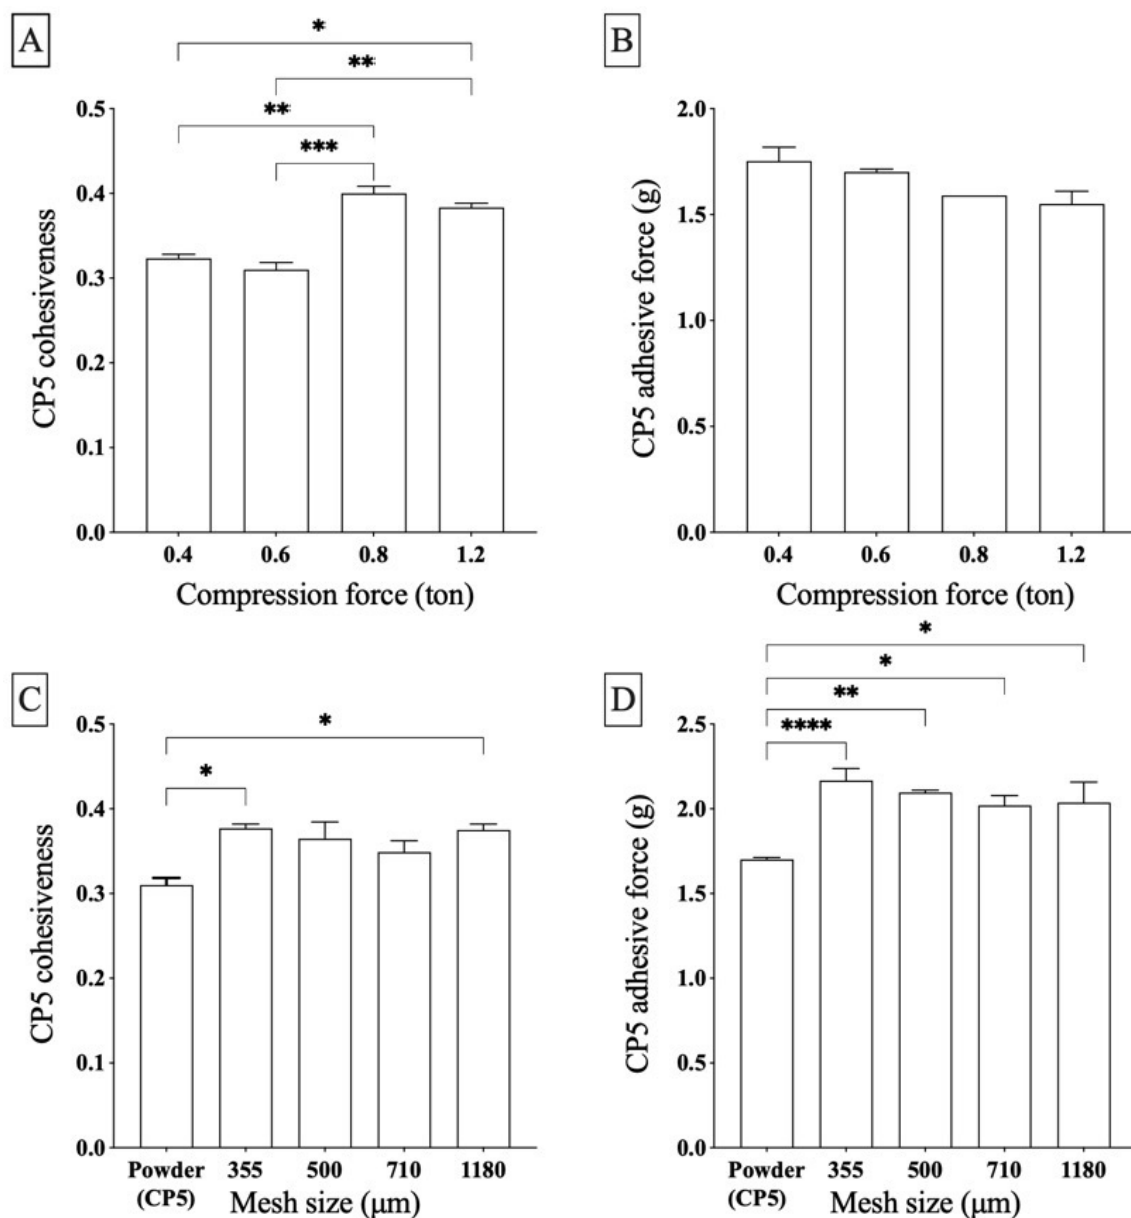 A
*
**
**
***
0.5
0.4
0.3
0.2
0.1
0.0
CP5 cohesiveness
0.4 0.6 0.8 1.2
Compression force (ton)
B
2.0
1.5
1.0
0.5
0.0
CP5 adhesive force (g)
0.4 0.6 0.8 1.2
Compression force (ton)
C
*
*
0.5
0.4
0.3
0.2
0.1
0.0
CP5 cohesiveness
Powder 355 500 710 1180
(CP5)
Mesh size (μm)
D
*
*
**
****
2.5
2.0
1.5
1.0
0.5
0.0
CP5 adhesive force (g)
Powder 355 500 710 1180
(CP5)
Mesh size (μm)